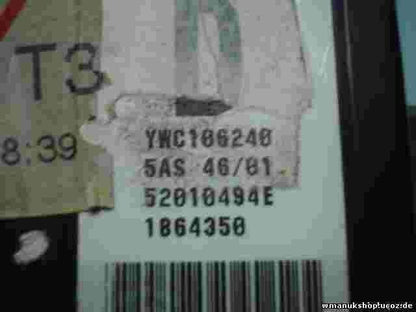 T3
8:39
YWC106240
5AS 46/01
52010494E
1864350
wmanukshop.ucoz.de